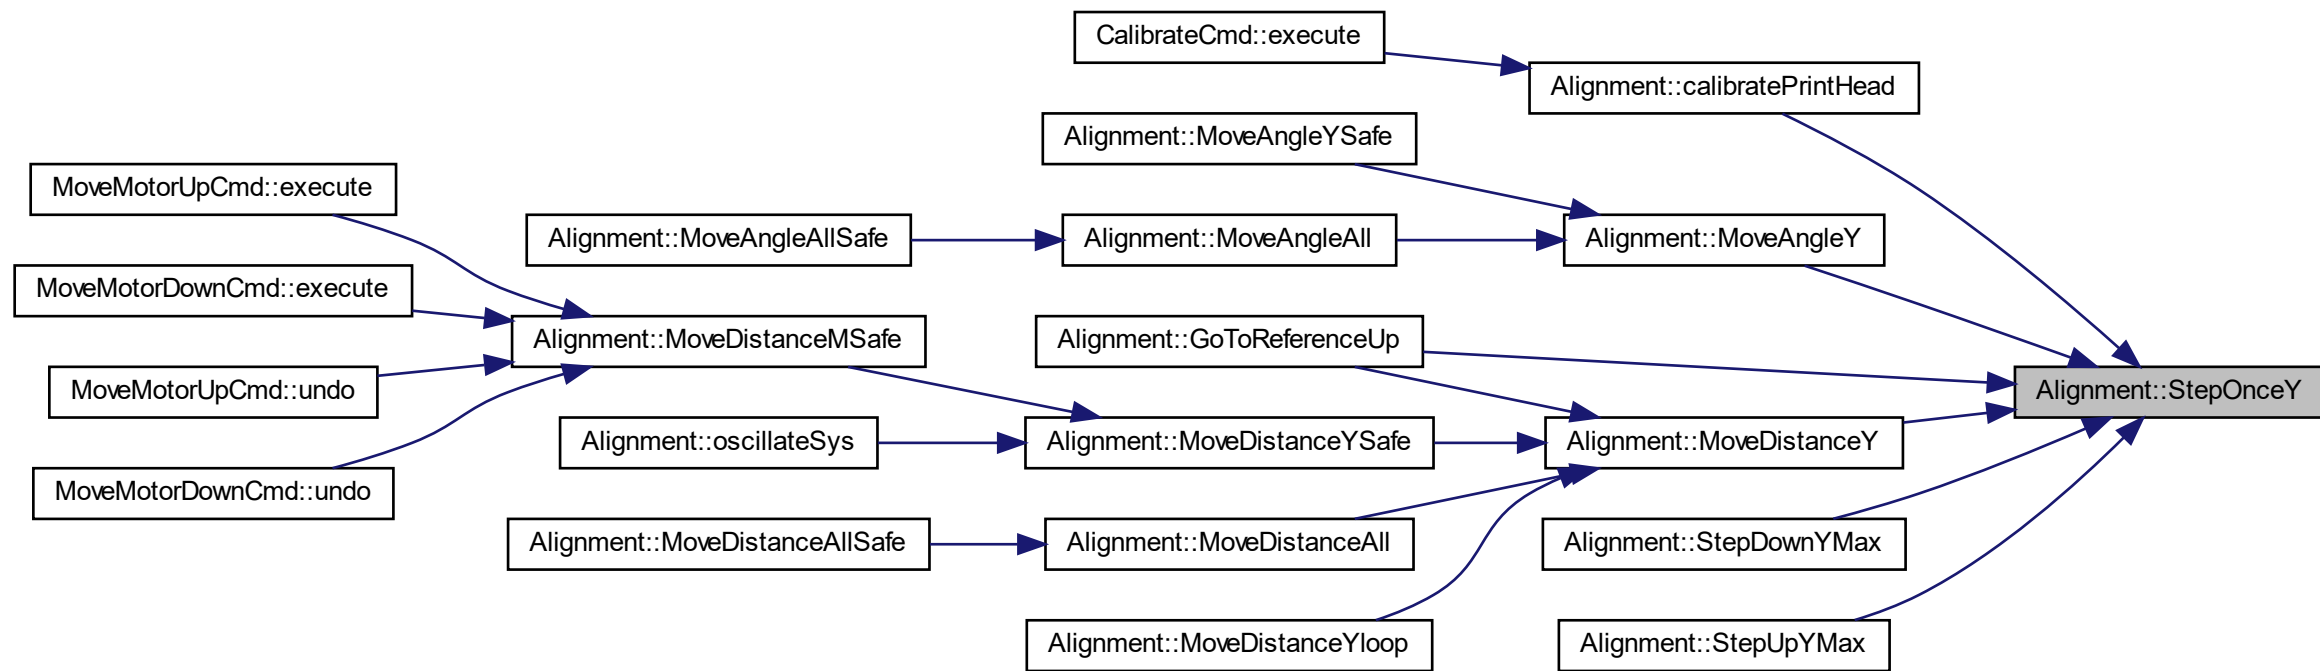 CalibrateCmd::execute
Alignment::calibratePrintHead
Alignment::MoveAngleYSafe
MoveMotorUpCmd::execute
Alignment::MoveAngleAllSafe
Alignment::MoveAngleAll
Alignment::MoveAngleY
MoveMotorDownCmd::execute
Alignment::MoveDistanceMSafe
Alignment::GoToReferenceUp
MoveMotorUpCmd::undo
Alignment::StepOnceY
Alignment::oscillateSys
Alignment::MoveDistanceYSafe
Alignment::MoveDistanceY
MoveMotorDownCmd::undo
Alignment::MoveDistanceAllSafe
Alignment::MoveDistanceAll
Alignment::StepDownYMax
Alignment::MoveDistanceYloop
Alignment::StepUpYMax